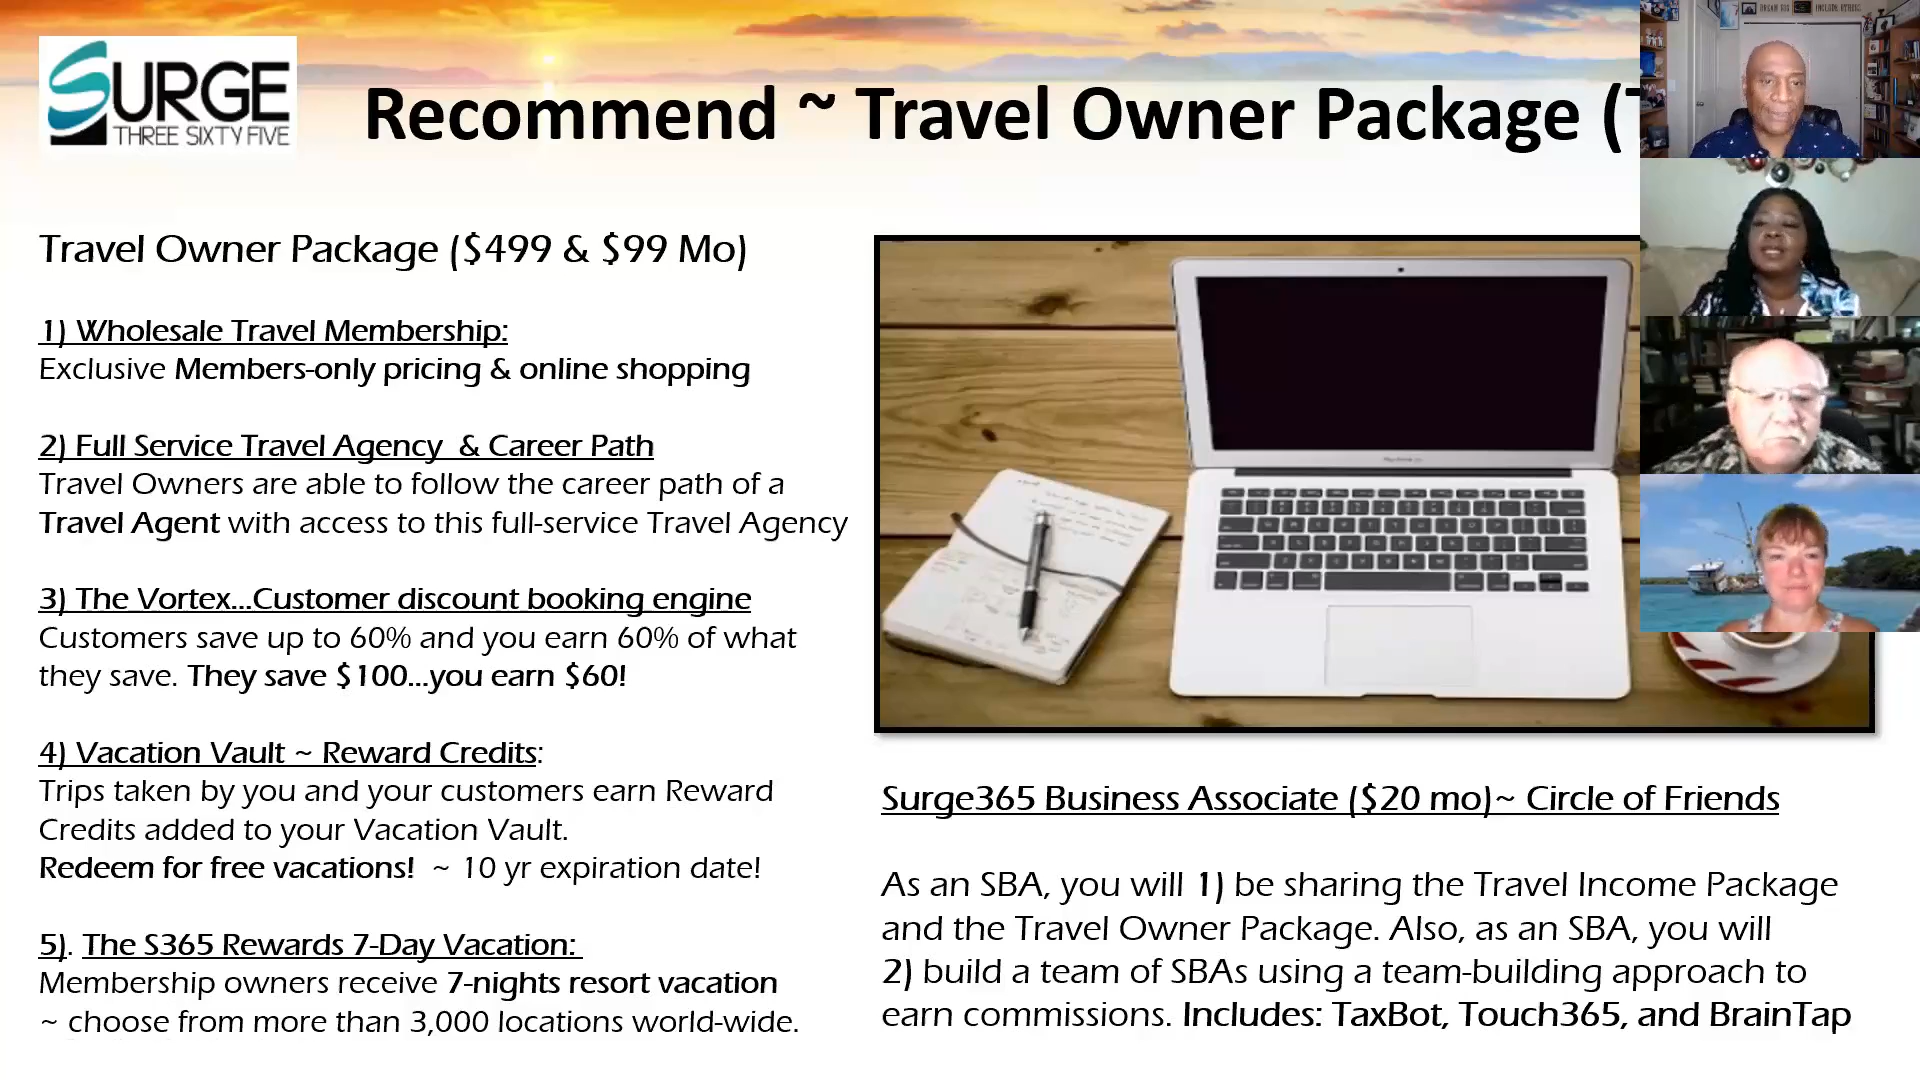 SURGE
THREE SIXTY FIVE
Recommend ~ Travel Owner Package (
Travel Owner Package ($499 & $99 Mo)
1) Wholesale Travel Membership:
Exclusive Members-only pricing & online shopping
2) Full Service Travel Agency & Career Path
Travel Owners are able to follow the career path of a
Travel Agent with access to this full-service Travel Agency
3) The Vortex...Customer discount booking engine
Customers save up to 60% and you earn 60% of what
they save. They save $100...you earn $60!
4) Vacation Vault ~ Reward Credits:
Trips taken by you and your customers earn Reward
Credits added to your Vacation Vault.
Redeem for free vacations! ~ 10 yr expiration date!
5). The S365 Rewards 7-Day Vacation:
Membership owners receive 7-nights resort vacation
~ choose from more than 3,000 locations world-wide.
Surge365 Business Associate ($20 mo)~ Circle of Friends
As an SBA, you will 1) be sharing the Travel Income Package
and the Travel Owner Package. Also, as an SBA, you will
2) build a team of SBAs using a team-building approach to
earn commissions. Includes: TaxBot, Touch365, and BrainTap